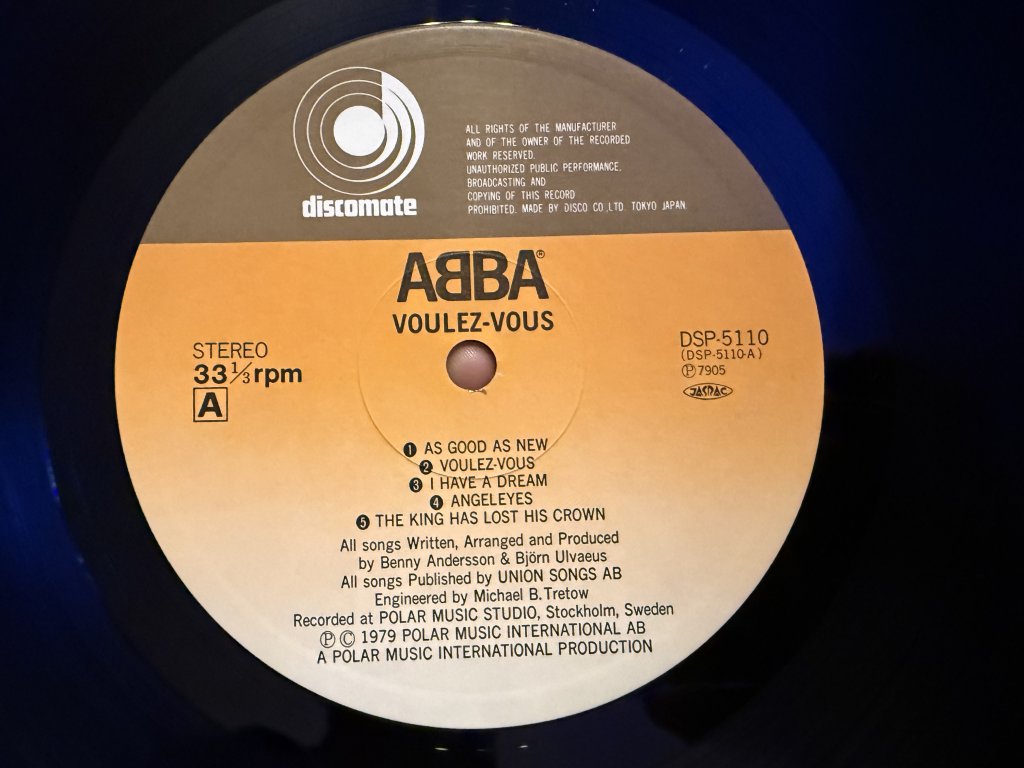 discomate
ALL RIGHTS OF THE MANUFACTURER
AND OF THE OWNER OF THE RECORDED
WORK RESERVED.
UNAUTHORIZED PUBLIC PERFORMANCE,
BROADCASTING AND
COPYING OF THIS RECORD
PROHIBITED. MADE BY DISCO CO.,LTD. TOKYO JAPAN.
ABBA®
VOULEZ-VOUS
STEREO
33 1/3 rpm
A
DSP-5110
(DSP-5110-A)
Ⓟ7905
JASRAC
❶ AS GOOD AS NEW
❷ VOULEZ-VOUS
❸ I HAVE A DREAM
❹ ANGELEYES
❺ THE KING HAS LOST HIS CROWN
All songs Written, Arranged and Produced
by Benny Andersson & Björn Ulvaeus
All songs Published by UNION SONGS AB
Engineered by Michael B.Tretow
Recorded at POLAR MUSIC STUDIO, Stockholm, Sweden
Ⓟ © 1979 POLAR MUSIC INTERNATIONAL AB
A POLAR MUSIC INTERNATIONAL PRODUCTION